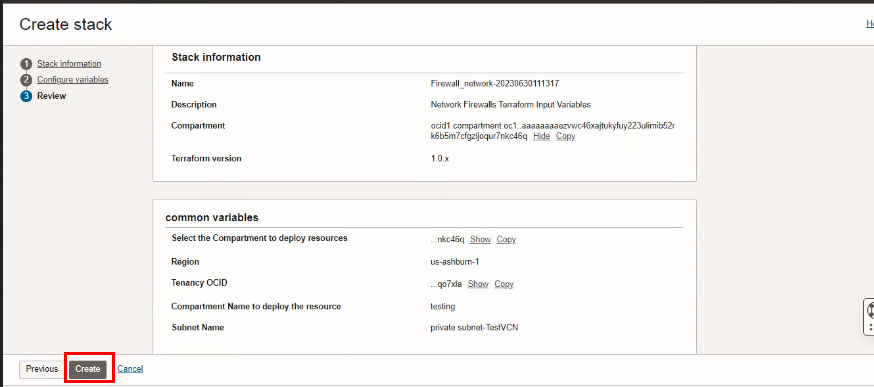 Create stack
1 Stack information
2 Configure variables
3 Review
Stack information
Name Firewall_network-20230630111317
Description Network Firewalls Terraform Input Variables
Compartment ocid1.compartment.oc1..aaaaaaaaezvwc46xajtukyfuy223ulimib52r
k6b5m7cfgzijoqur7nkc46q Hide Copy
Terraform version 1.0.x
common variables
Select the Compartment to deploy resources ...nkc46q Show Copy
Region us-ashburn-1
Tenancy OCID ...qo7xla Show Copy
Compartment Name to deploy the resource testing
Subnet Name private subnet-TestVCN
Previous Create Cancel